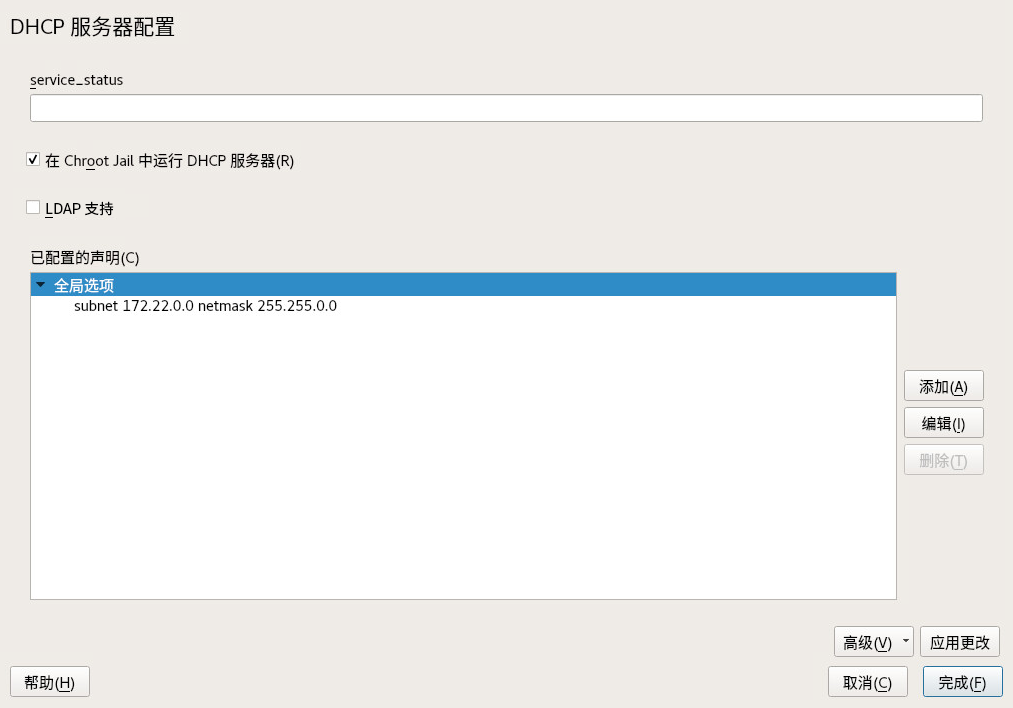 DHCP 服务器配置
service_status
在 Chroot Jail 中运行 DHCP 服务器(R)
LDAP 支持
已配置的声明(C)
全局选项
subnet 172.22.0.0 netmask 255.255.0.0
添加(A)
编辑(I)
删除(T)
高级(V)
应用更改
帮助(H)
取消(C)
完成(F)